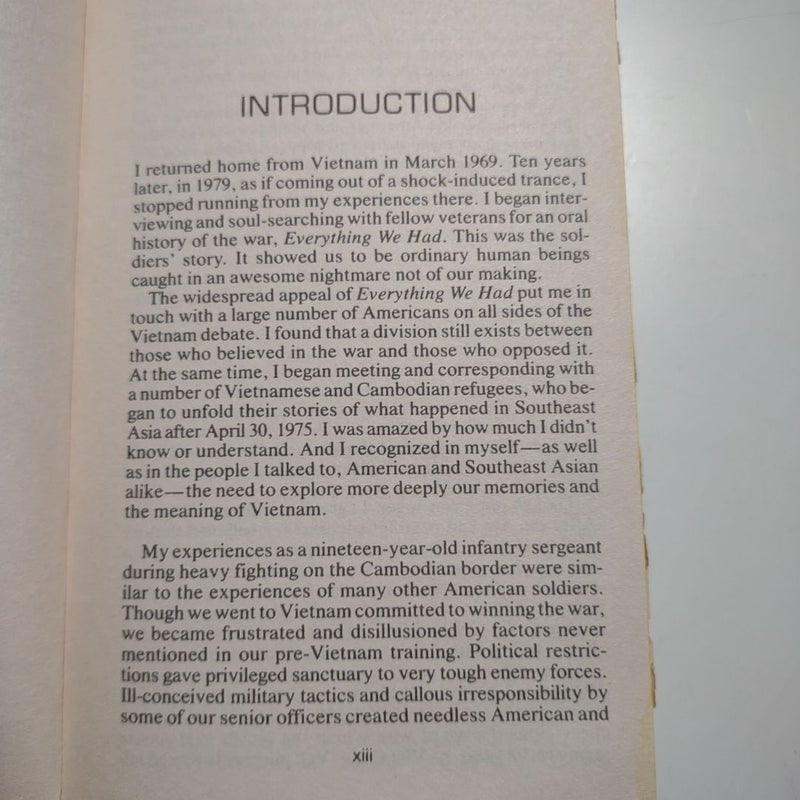 INTRODUCTION
I returned home from Vietnam in March 1969. Ten years
later, in 1979, as if coming out of a shock-induced trance, I
stopped running from my experiences there. I began inter-
viewing and soul-searching with fellow veterans for an oral
history of the war, Everything We Had. This was the sol-
diers' story. It showed us to be ordinary human beings
caught in an awesome nightmare not of our making.
The widespread appeal of Everything We Had put me in
touch with a large number of Americans on all sides of the
Vietnam debate. I found that a division still exists between
those who believed in the war and those who opposed it.
At the same time, I began meeting and corresponding with
a number of Vietnamese and Cambodian refugees, who be-
gan to unfold their stories of what happened in Southeast
Asia after April 30, 1975. I was amazed by how much I didn't
know or understand. And I recognized in myself—as well
as in the people I talked to, American and Southeast Asian
alike—the need to explore more deeply our memories and
the meaning of Vietnam.
My experiences as a nineteen-year-old infantry sergeant
during heavy fighting on the Cambodian border were sim-
ilar to the experiences of many other American soldiers.
Though we went to Vietnam committed to winning the war,
we became frustrated and disillusioned by factors never
mentioned in our pre-Vietnam training. Political restric-
tions gave privileged sanctuary to very tough enemy forces.
Ill-conceived military tactics and callous irresponsibility by
some of our senior officers created needless American and
xiii